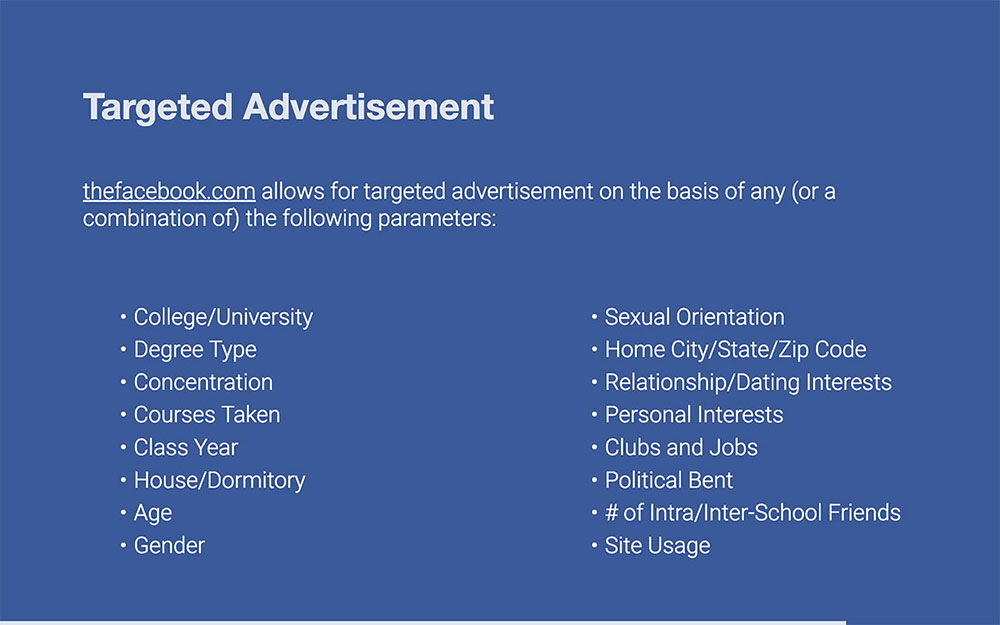 Targeted Advertisement
thefacebook.com allows for targeted advertisement on the basis of any (or a
combination of) the following parameters:
• College/University
• Degree Type
• Concentration
• Courses Taken
• Class Year
• House/Dormitory
• Age
• Gender
• Sexual Orientation
• Home City/State/Zip Code
• Relationship/Dating Interests
• Personal Interests
• Clubs and Jobs
• Political Bent
• # of Intra/Inter-School Friends
• Site Usage